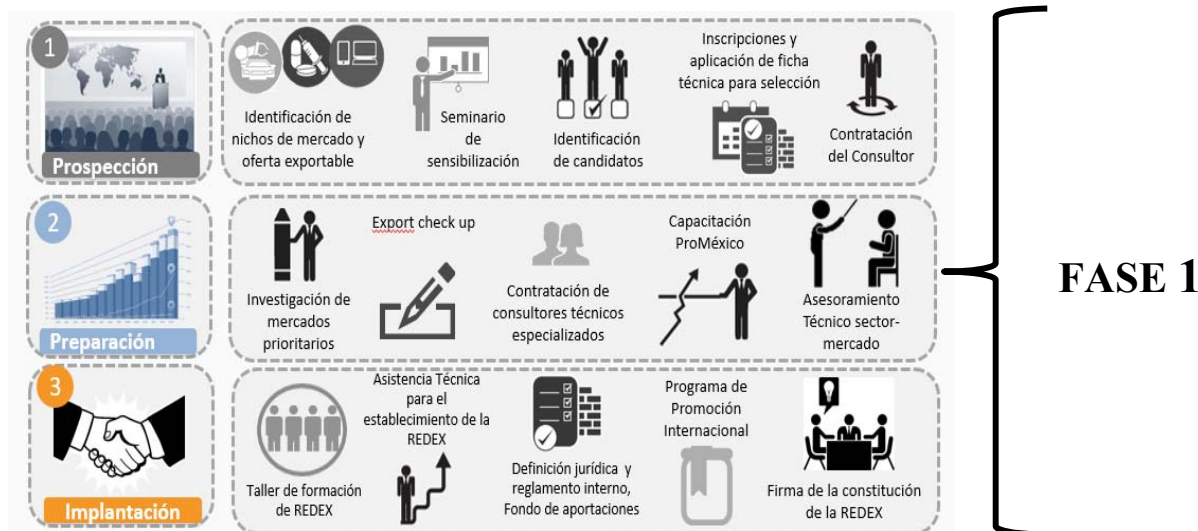 1
Prospección
Identificación de
nichos de mercado y
oferta exportable
Seminario
de
sensibilización
Identificación
de candidatos
Inscripciones y
aplicación de ficha
técnica para selección
Contratación
del Consultor
2
Preparación
Investigación de
mercados
prioritarios
Export check up
Contratación de
consultores técnicos
especializados
Capacitación
ProMéxico
Asesoramiento
Técnico sector-
mercado
3
Implantación
Taller de formación
de REDEX
Asistencia Técnica
para el
establecimiento de la
REDEX
Definición jurídica y
reglamento interno,
Fondo de aportaciones
Programa de
Promoción
Internacional
Firma de la constitución
de la REDEX
FASE 1